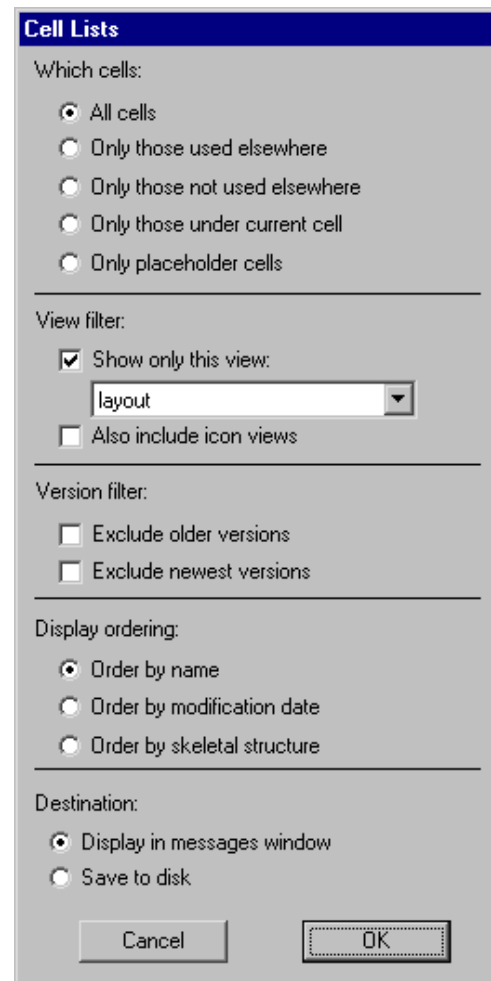 Cell Lists
Which cells:
All cells
Only those used elsewhere
Only those not used elsewhere
Only those under current cell
Only placeholder cells
View filter:
Show only this view:
layout
Also include icon views
Version filter:
Exclude older versions
Exclude newest versions
Display ordering:
Order by name
Order by modification date
Order by skeletal structure
Destination:
Display in messages window
Save to disk
Cancel OK